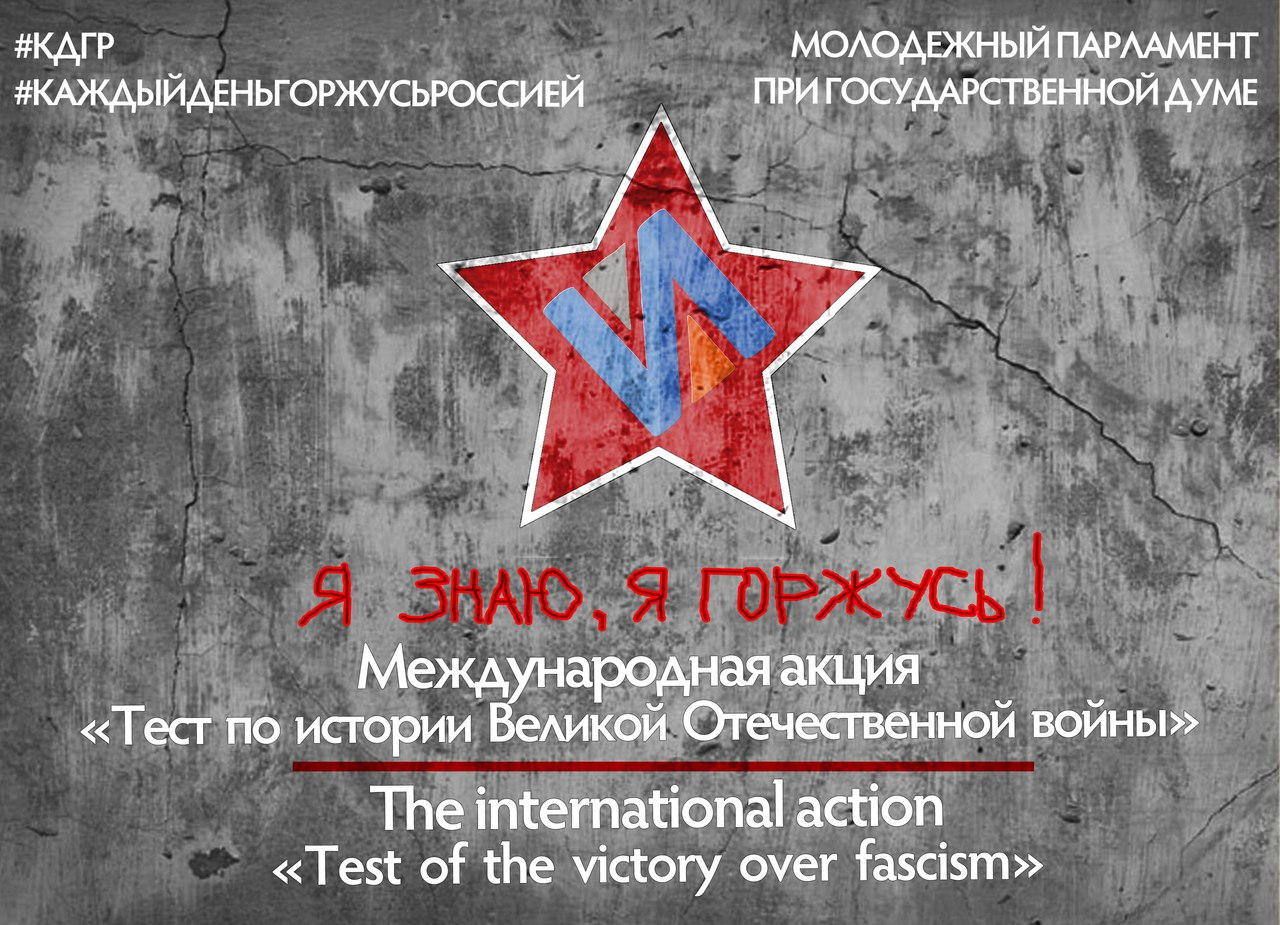 #КДГР
#КАЖДЫЙДЕНЬГОРЖУСЬРОССИЕЙ
МОЛОДЕЖНЫЙ ПАРЛАМЕНТ
ПРИ ГОСУДАРСТВЕННОЙ ДУМЕ
Я ЗНАЮ, Я ГОРЖУСЬ!
Международная акция
«Тест по истории Великой Отечественной войны»
The international action
«Test of the victory over fascism»